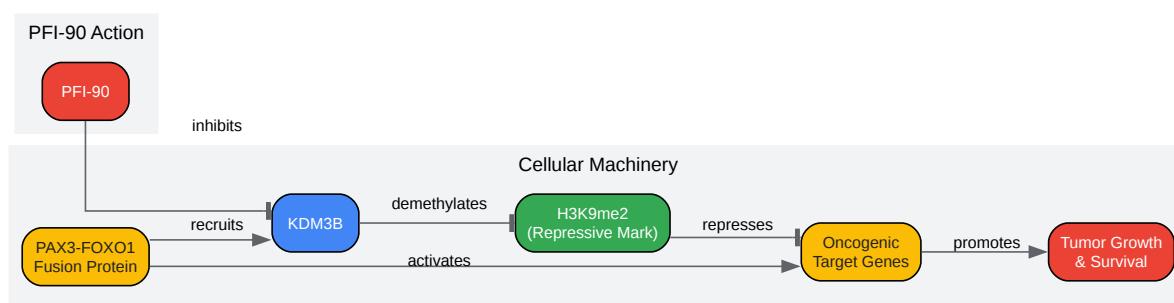 PFI-90 Action
PFI-90
inhibits
Cellular Machinery
PAX3-FOXO1
Fusion Protein
recruits
KDM3B
demethylates
H3K9me2
(Repressive Mark)
represses
activates
Oncogenic
Target Genes
promotes
Tumor Growth
& Survival